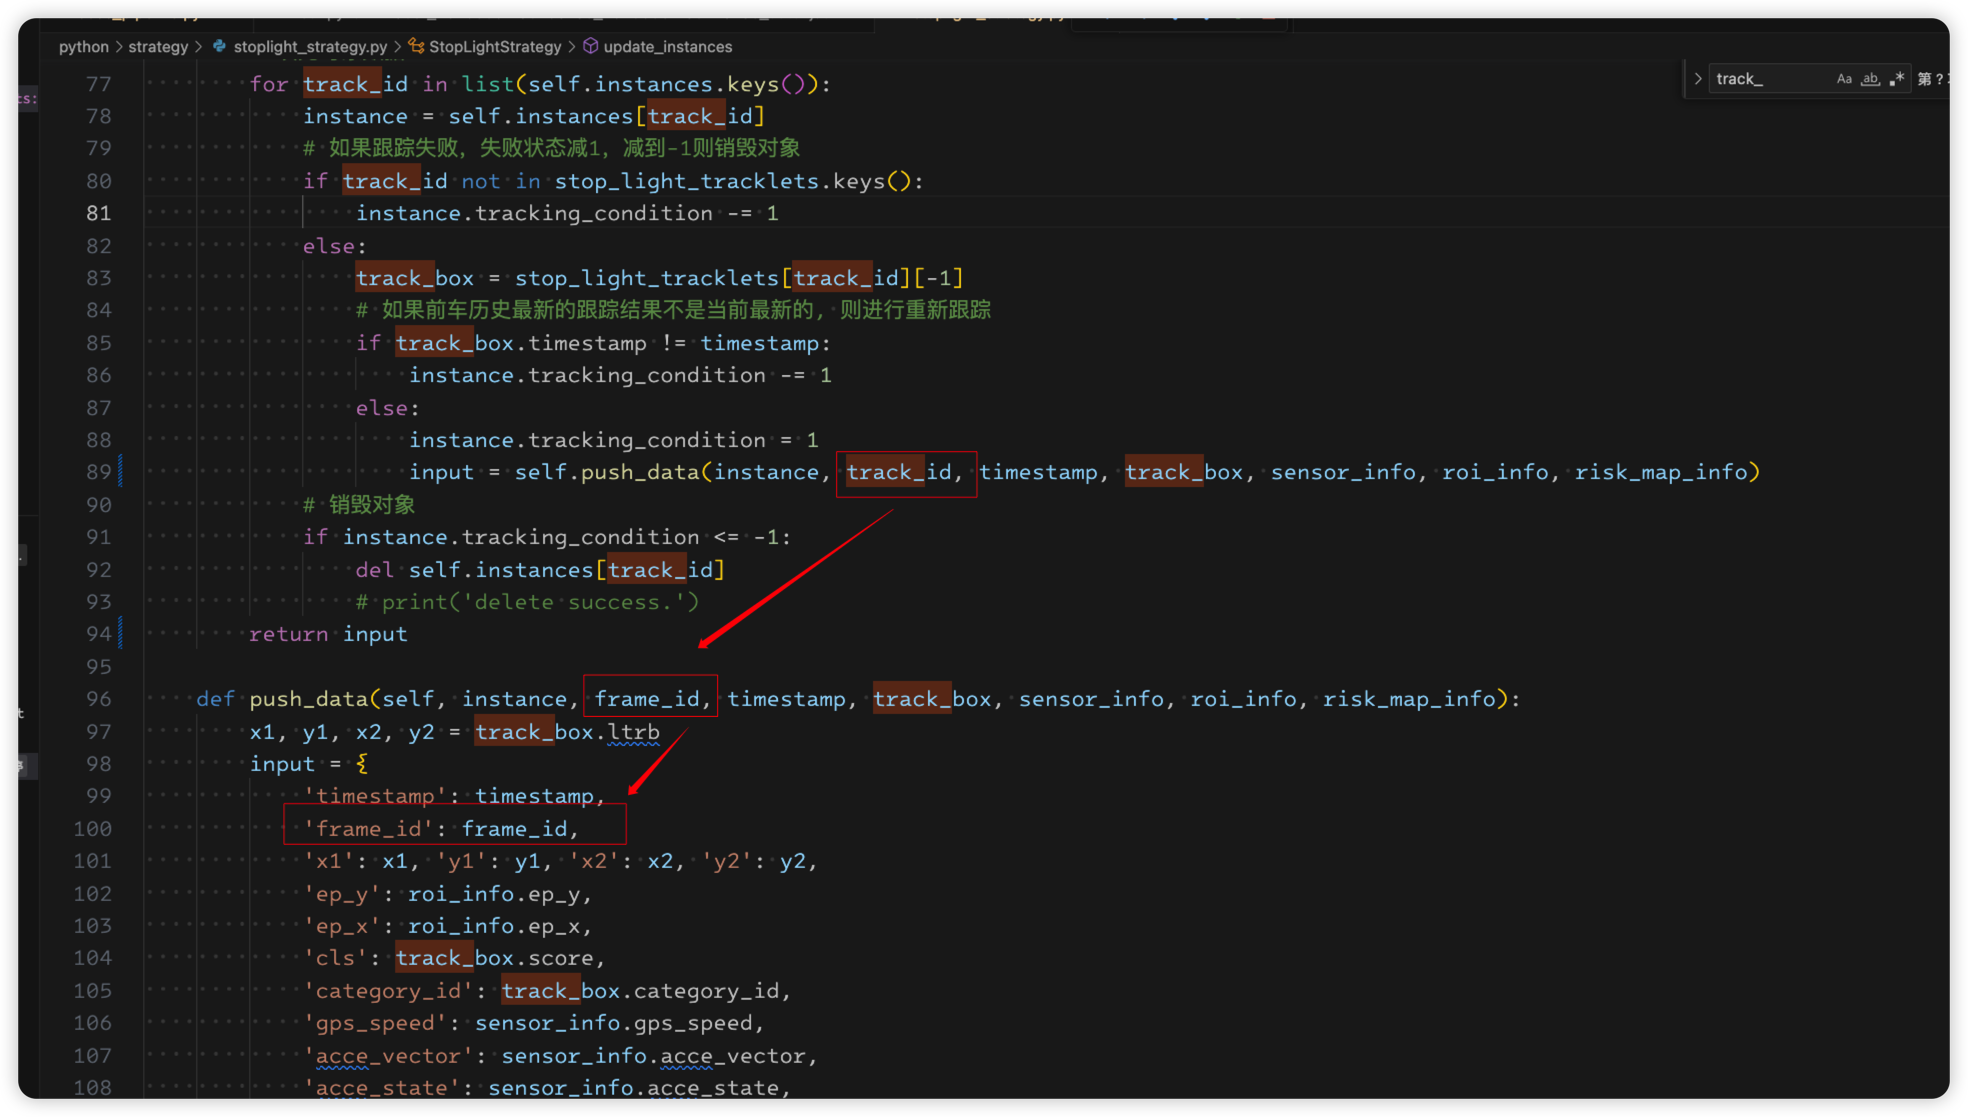 python > strategy > stoplight_strategy.py > StopLightStrategy > update_instances
track_ Aa ab .* 第 ?
77 for track_id in list(self.instances.keys()):
78 instance = self.instances[track_id]
79 # 如果跟踪失败，失败状态减1，减到-1则销毁对象
80 if track_id not in stop_light_tracklets.keys():
81 instance.tracking_condition -= 1
82 else:
83 track_box = stop_light_tracklets[track_id][-1]
84 # 如果前车历史最新的跟踪结果不是当前最新的, 则进行重新跟踪
85 if track_box.timestamp != timestamp:
86 instance.tracking_condition -= 1
87 else:
88 instance.tracking_condition = 1
89 input = self.push_data(instance, track_id, timestamp, track_box, sensor_info, roi_info, risk_map_info)
90 # 销毁对象
91 if instance.tracking_condition <= -1:
92 del self.instances[track_id]
93 # print('delete success.')
94 return input
95
96 def push_data(self, instance, frame_id, timestamp, track_box, sensor_info, roi_info, risk_map_info):
97 x1, y1, x2, y2 = track_box.ltrb
98 input = {
99 'timestamp': timestamp,
100 'frame_id': frame_id,
101 'x1': x1, 'y1': y1, 'x2': x2, 'y2': y2,
102 'ep_y': roi_info.ep_y,
103 'ep_x': roi_info.ep_x,
104 'cls': track_box.score,
105 'category_id': track_box.category_id,
106 'gps_speed': sensor_info.gps_speed,
107 'acce_vector': sensor_info.acce_vector,
108 'acce_state': sensor_info.acce_state,